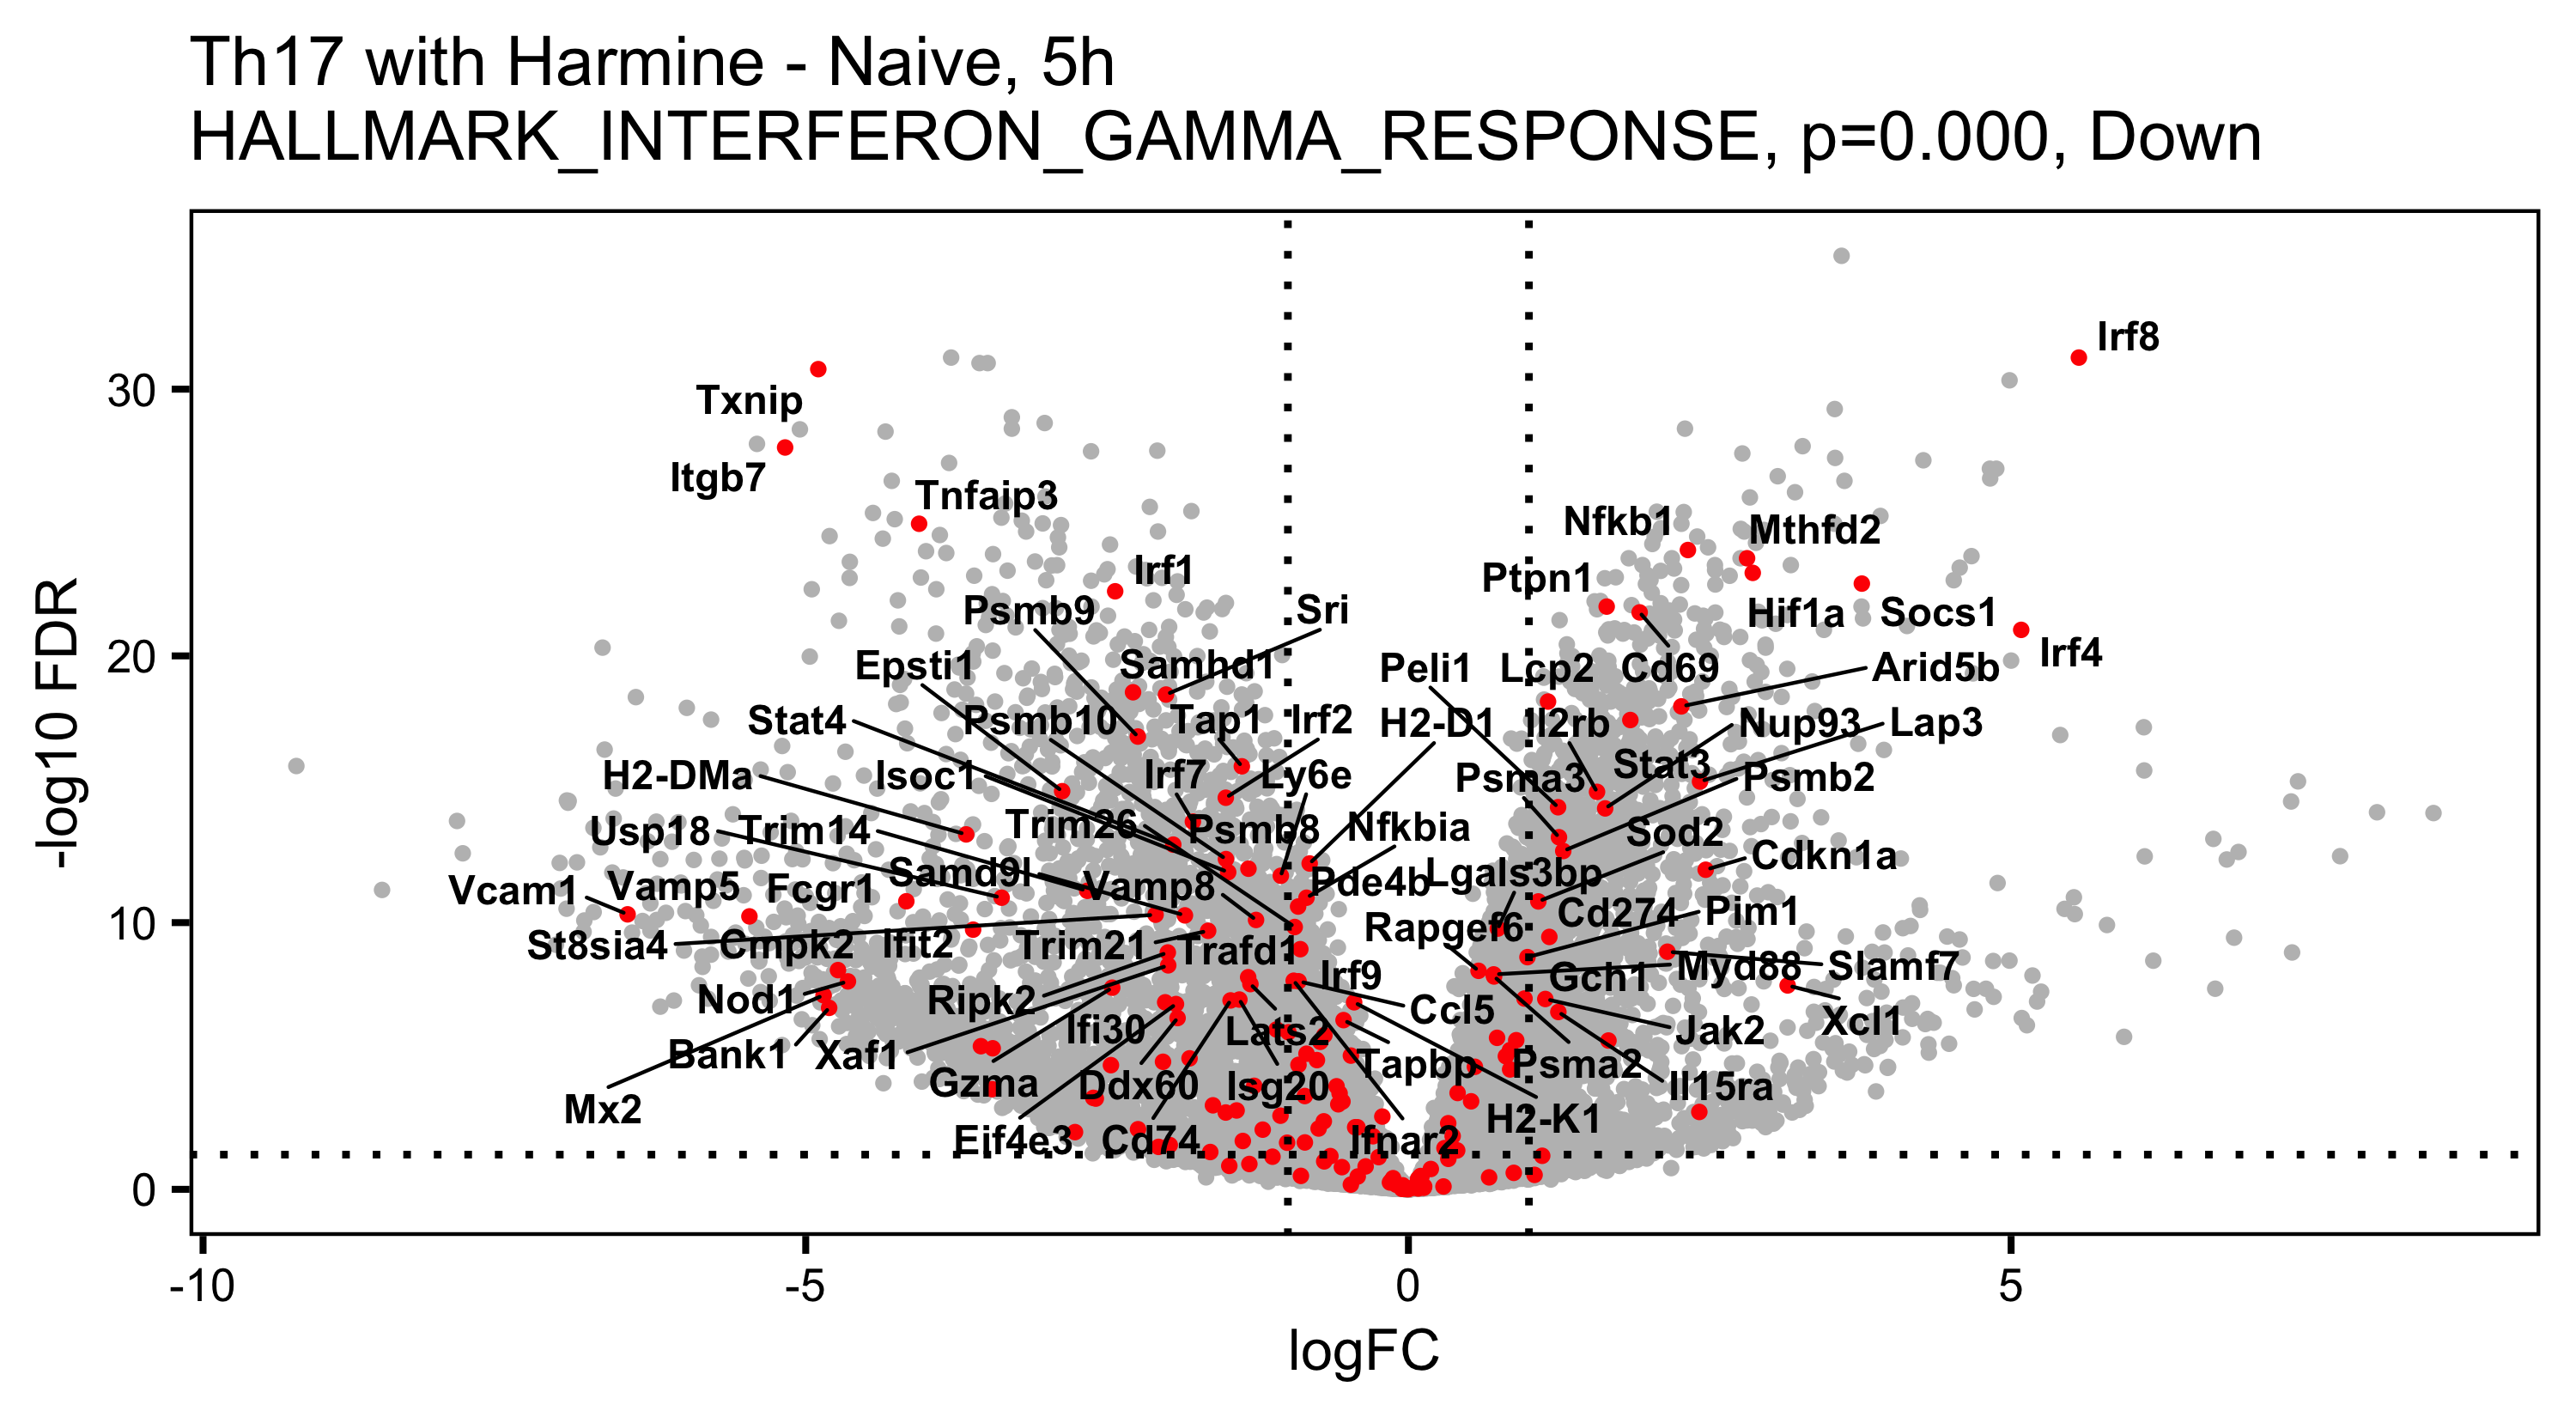 Th17 with Harmine - Naive, 5h
HALLMARK_INTERFERON_GAMMA_RESPONSE, p=0.000, Down
-log10 FDR
30
20
10
0
Irf8
Txnip
Itgb7
Tnfaip3
Nfkb1
Mthfd2
Irf1
Ptpn1
Psmb9
Sri
Hif1a
Socs1
Irf4
Epsti1
Samhd1
Peli1
Lcp2
Cd69
Arid5b
Stat4
Psmb10
Tap1
Irf2
H2-D1
Il2rb
Nup93
Lap3
H2-DMa
Isoc1
Irf7
Ly6e
Psma3
Stat3
Psmb2
Usp18
Trim14
Trim26
Psmb8
Nfkbia
Sod2
Cdkn1a
Vcam1
Vamp5
Fcgr1
Samd9l
Vamp8
Pde4b
Lgals3bp
St8sia4
Cmpk2
Ifit2
Trim21
Trafd1
Rapgef6
Cd274
Pim1
Nod1
Ripk2
Irf9
Ccl5
Gch1
Myd88
Slamf7
Bank1
Xaf1
Ifi30
Lats2
Tapbp
Psma2
Jak2
Xcl1
Mx2
Gzma
Ddx60
Isg20
H2-K1
Il15ra
Eif4e3
Cd74
Ifnar2
-10
-5
0
5
logFC